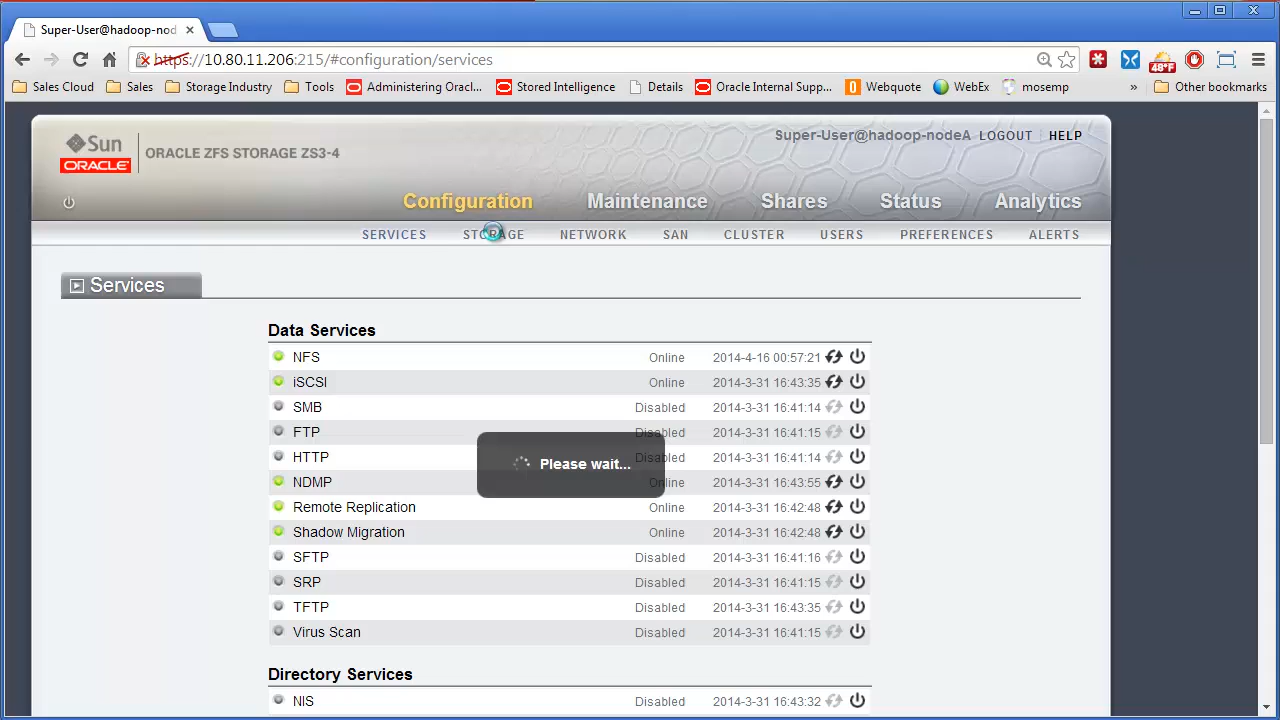 Super-User@hadoop-nod
https://10.80.11.206:215/#configuration/services
48°F
Sales Cloud Sales Storage Industry Tools Administering Or... Stored Intelligence Details Oracle Internal Supp... Webquote WebEx mosemp » Other bookmarks
Super-User@hadoop-nodeA LOGOUT HELP
Sun
ORACLE
ORACLE ZFS STORAGE ZS3-4
Configuration Maintenance Shares Status Analytics
SERVICES STORAGE NETWORK SAN CLUSTER USERS PREFERENCES ALERTS
Services
Data Services
NFS Online 2014-4-16 00:57:21
iSCSI Online 2014-3-31 16:43:35
SMB Disabled 2014-3-31 16:41:14
FTP Disabled 2014-3-31 16:41:15
HTTP Disabled 2014-3-31 16:41:14
Please wait...
NDMP Online 2014-3-31 16:43:55
Remote Replication Online 2014-3-31 16:42:48
Shadow Migration Online 2014-3-31 16:42:48
SFTP Disabled 2014-3-31 16:41:16
SRP Disabled 2014-3-31 16:41:15
TFTP Disabled 2014-3-31 16:43:35
Virus Scan Disabled 2014-3-31 16:41:15
Directory Services
NIS Disabled 2014-3-31 16:43:32